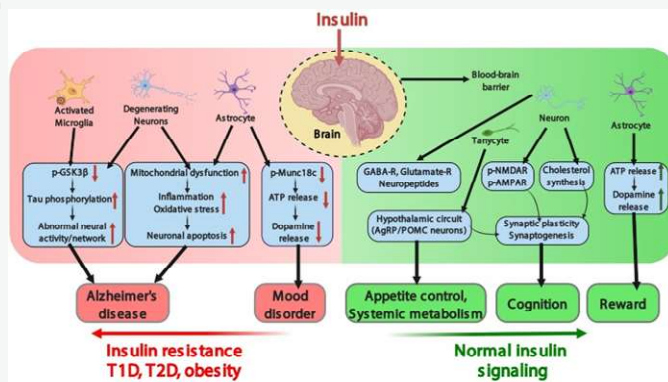 Insulin
Activated
Microglia
Degenerating
Neurons
Astrocyte
Brain
Blood-brain
barrier
Tanycyte
Neuron
Astrocyte
p-GSK3β
Tau phosphorylation
Abnormal neural
activity/network
Mitochondrial dysfunction
Inflammation
Oxidative stress
Neuronal apoptosis
p-Munc18c
ATP release
Dopamine
release
GABA-R, Glutamate-R
Neuropeptides
Hypothalamic circuit
(AgRP/POMC neurons)
p-NMDAR
p-AMPAR
Cholesterol
synthesis
Synaptic plasticity
Synaptogenesis
ATP release
Dopamine
release
Alzheimer's
disease
Mood
disorder
Appetite control,
Systemic metabolism
Cognition
Reward
Insulin resistance
T1D, T2D, obesity
Normal insulin
signaling